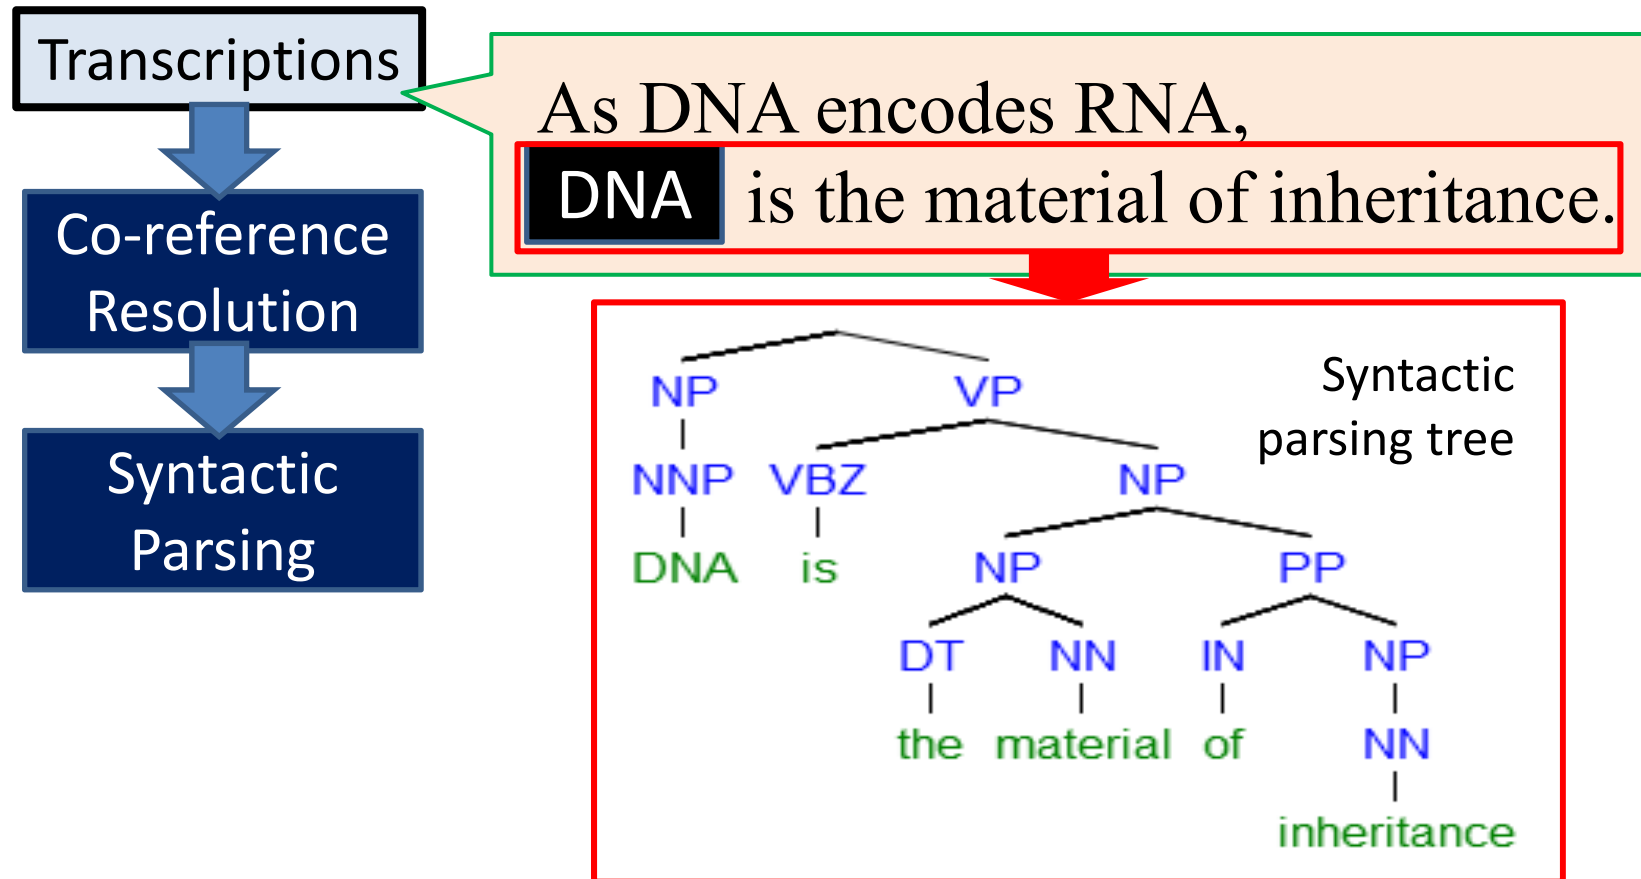 Transcriptions
As DNA encodes RNA,
DNA is the material of inheritance.
Co-reference
Resolution
Syntactic
Parsing
Syntactic
parsing tree
NP VP
NNP VBZ NP
DNA is NP PP
DT NN IN NP
the material of NN
inheritance